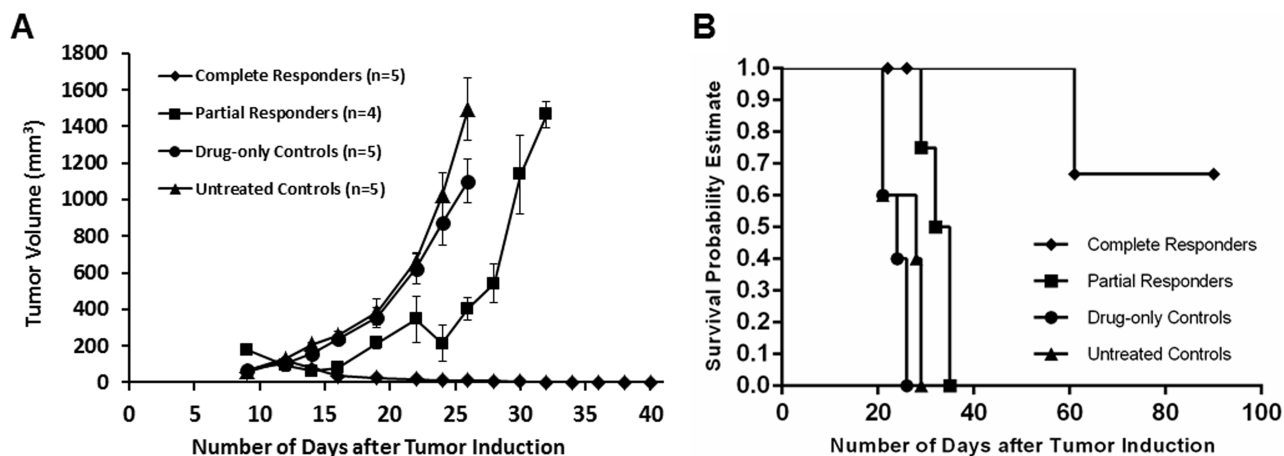 A
Tumor Volume (mm³)
1800
1600
1400
1200
1000
800
600
400
200
0
Complete Responders (n=5)
Partial Responders (n=4)
Drug-only Controls (n=5)
Untreated Controls (n=5)
0 5 10 15 20 25 30 35 40
Number of Days after Tumor Induction
B
Survival Probability Estimate
1.0
0.9
0.8
0.7
0.6
0.5
0.4
0.3
0.2
0.1
0.0
Complete Responders
Partial Responders
Drug-only Controls
Untreated Controls
0 20 40 60 80 100
Number of Days after Tumor Induction